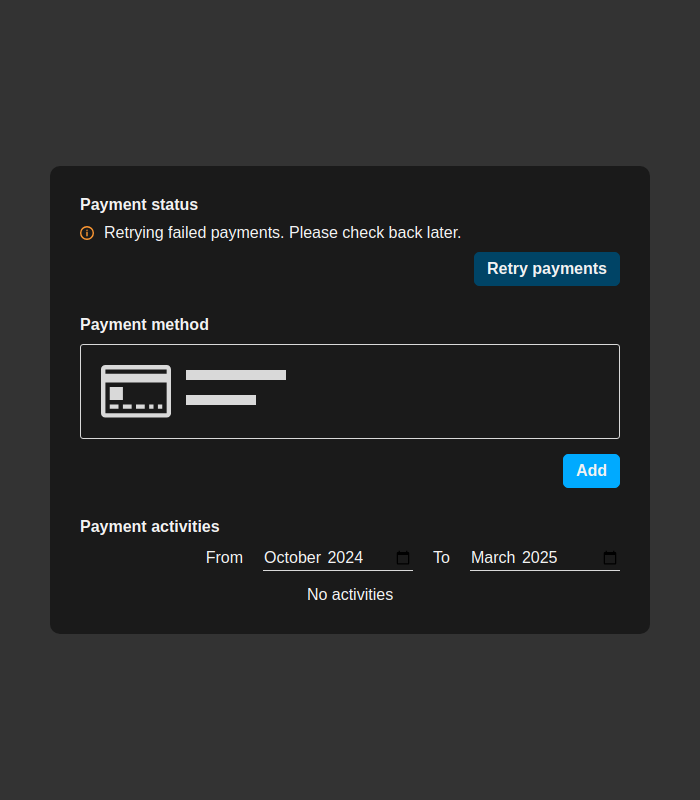 Payment status
Retrying failed payments. Please check back later.
Retry payments
Payment method
Add
Payment activities
From October 2024 To March 2025
No activities